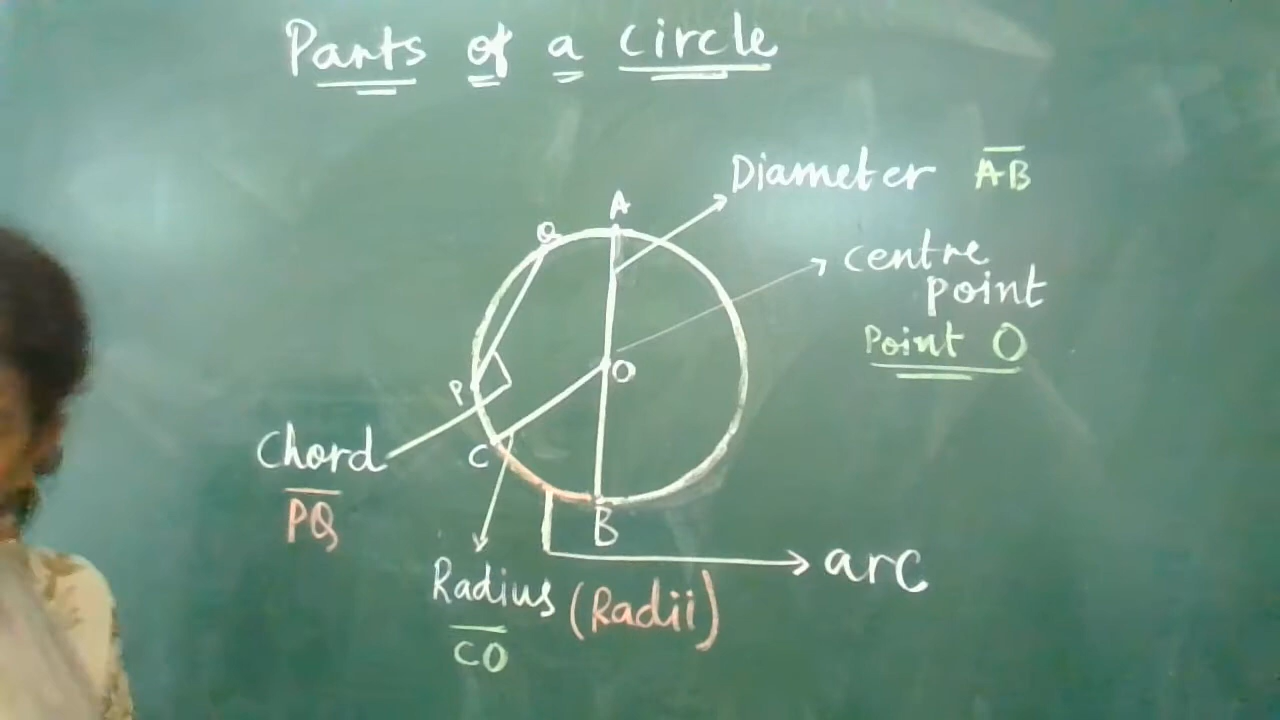 Parts of a circle
Diameter AB
A
Q
centre
point
Point O
O
P
Chord
C
PQ
B
arc
Radius (Radii)
CO